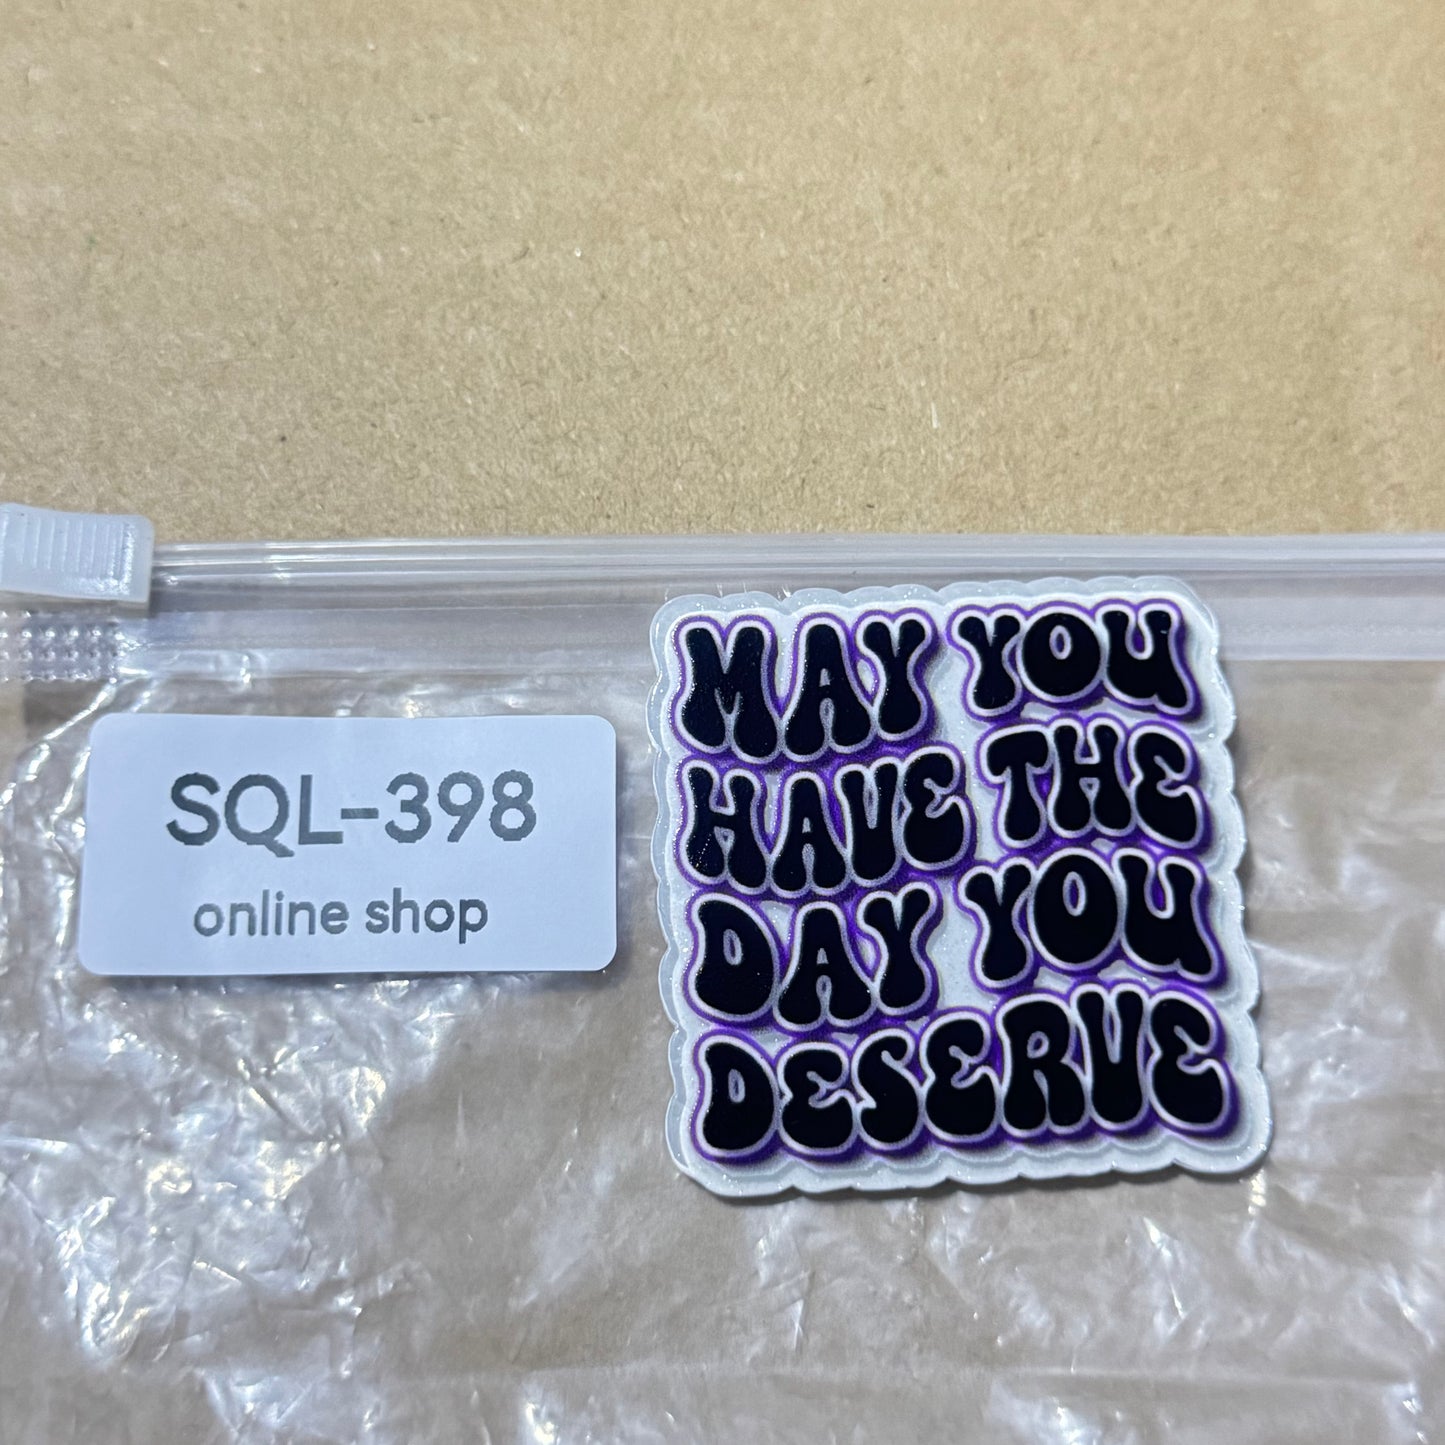 SQL-398
online shop
MAY YOU
HAVE THE
DAY YOU
DESERVE